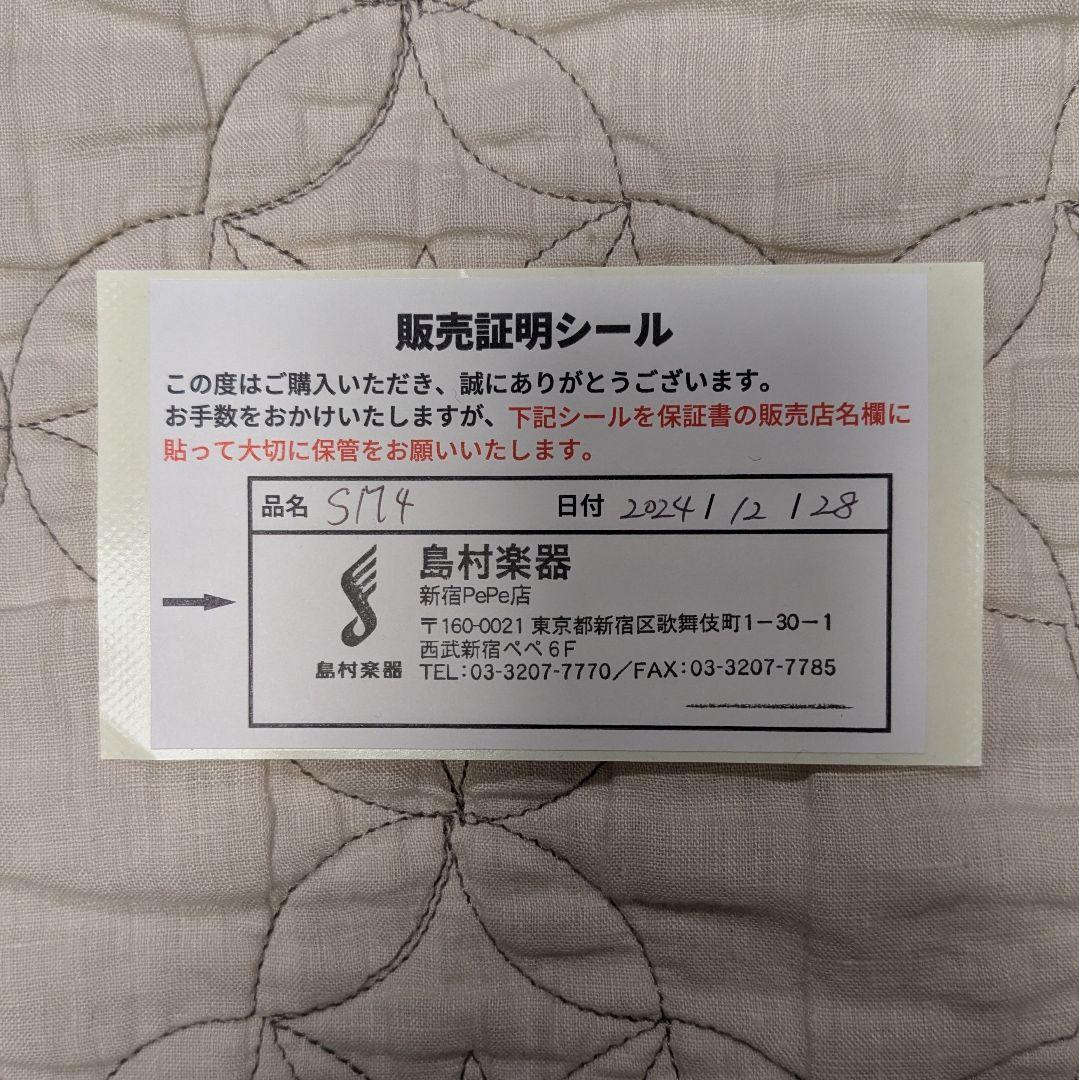 販売証明シール
この度はご購入いただき、誠にありがとうございます。
お手数をおかけいたしますが、下記シールを保証書の販売店名欄に
貼って大切に保管をお願いいたします。
品名 SM4 日付 2024/12/28
島村楽器
新宿PePe店
〒160-0021 東京都新宿区歌舞伎町1-30-1
西武新宿ペペ6F
島村楽器 TEL:03-3207-7770/FAX:03-3207-7785